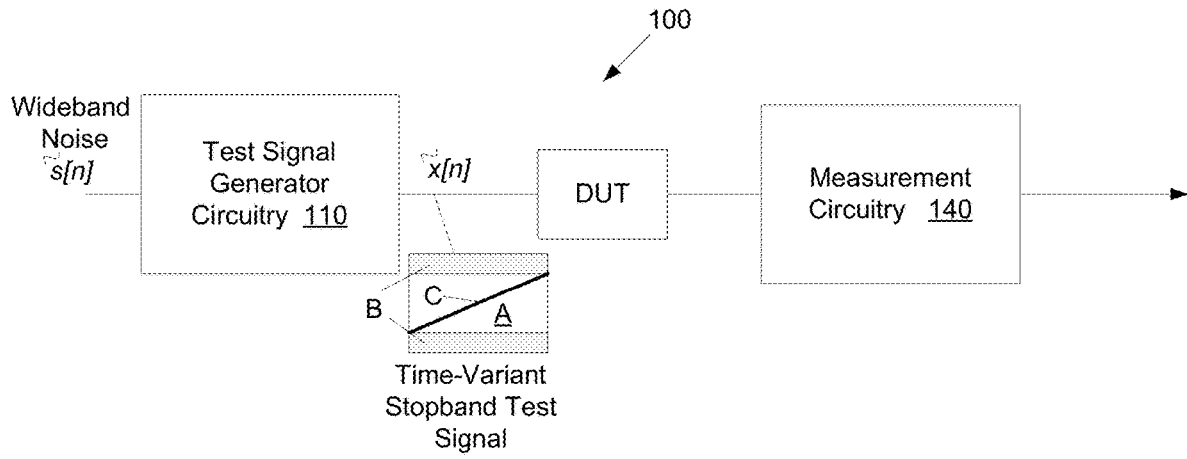 100
Wideband
Noise
s[n]
Test Signal
Generator
Circuitry 110
x[n]
DUT
Measurement
Circuitry 140
B
C
A
Time-Variant
Stopband Test
Signal